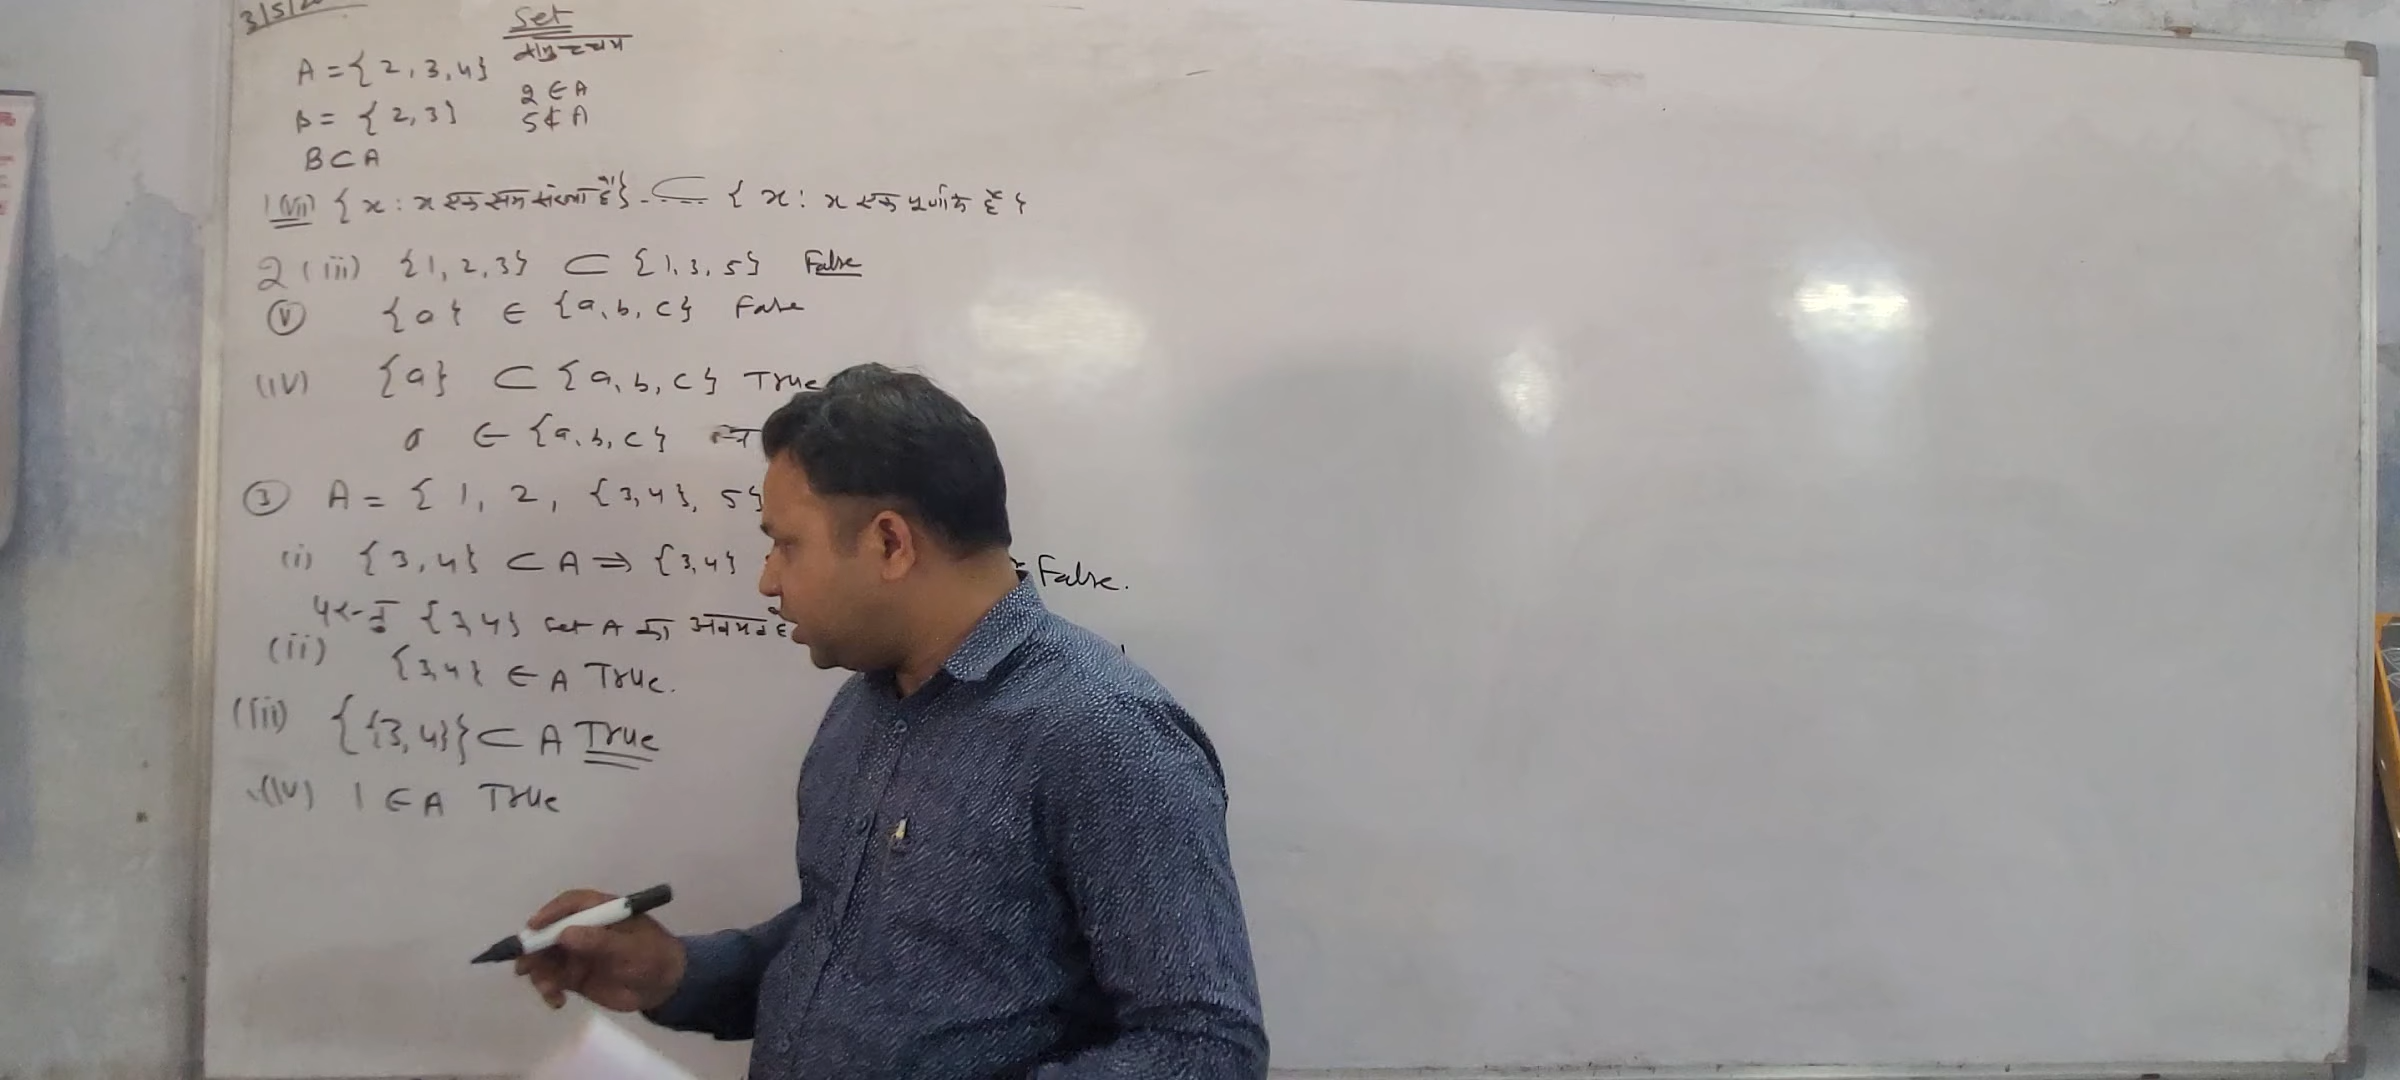 3/5/2
Set
समुच्चय
A = { 2, 3, 4 }
2 ∈ A
B = { 2, 3 }
5 ∉ A
B ⊂ A
1 (vii) { x : x एक सम संख्या है } ⊂ { x : x एक पूर्णांक है }
2 (iii) { 1, 2, 3 } ⊂ { 1, 3, 5 } False
(V) { a } ∈ { a, b, c } False
(iv) { a } ⊂ { a, b, c } True
a ∈ { a, b, c }
(3) A = { 1, 2, { 3, 4 }, 5 }
(i) { 3, 4 } ⊂ A ⇒ { 3, 4 } False.
परन्तु { 3, 4 } set A का अवयव है
(ii) { 3, 4 } ∈ A True.
(iii) { {3, 4} } ⊂ A True
(iv) 1 ∈ A True